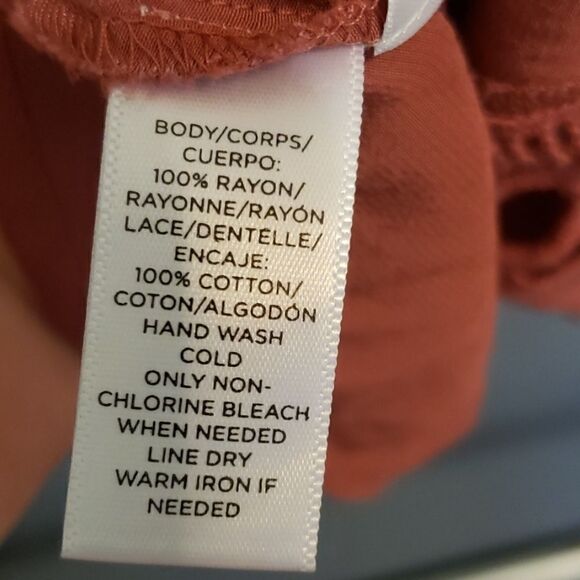 BODY/CORPS/
CUERPO:
100% RAYON/
RAYONNE/RAYÓN
LACE/DENTELLE/
ENCAJE:
100% COTTON/
COTON/ALGODÓN
HAND WASH
COLD
ONLY NON-
CHLORINE BLEACH
WHEN NEEDED
LINE DRY
WARM IRON IF
NEEDED